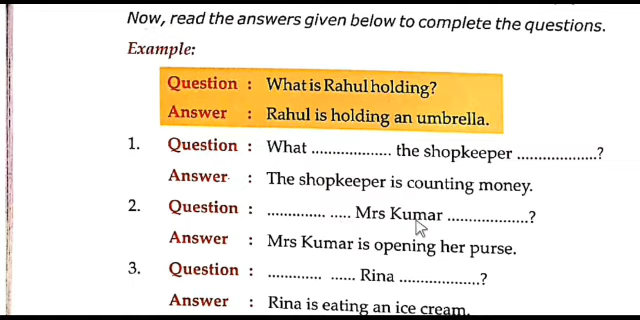 Now, read the answers given below to complete the questions.
Example:
Question : What is Rahul holding?
Answer : Rahul is holding an umbrella.
1. Question : What .................... the shopkeeper ....................?
Answer : The shopkeeper is counting money.
2. Question : ............... ..... Mrs Kumar ....................?
Answer : Mrs Kumar is opening her purse.
3. Question : .............. ...... Rina ....................?
Answer : Rina is eating an ice cream.